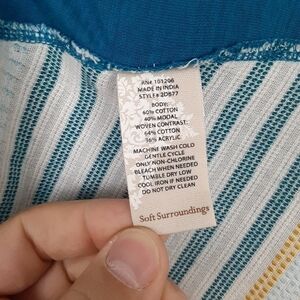 RN# 101206
MADE IN INDIA
STYLE# 2DB77
BODY:
60% COTTON
40% MODAL
WOVEN CONTRAST:
64% COTTON
36% ACRYLIC
MACHINE WASH COLD
GENTLE CYCLE
ONLY NON-CHLORINE
BLEACH WHEN NEEDED
TUMBLE DRY LOW
COOL IRON IF NEEDED
DO NOT DRY CLEAN
Soft Surroundings